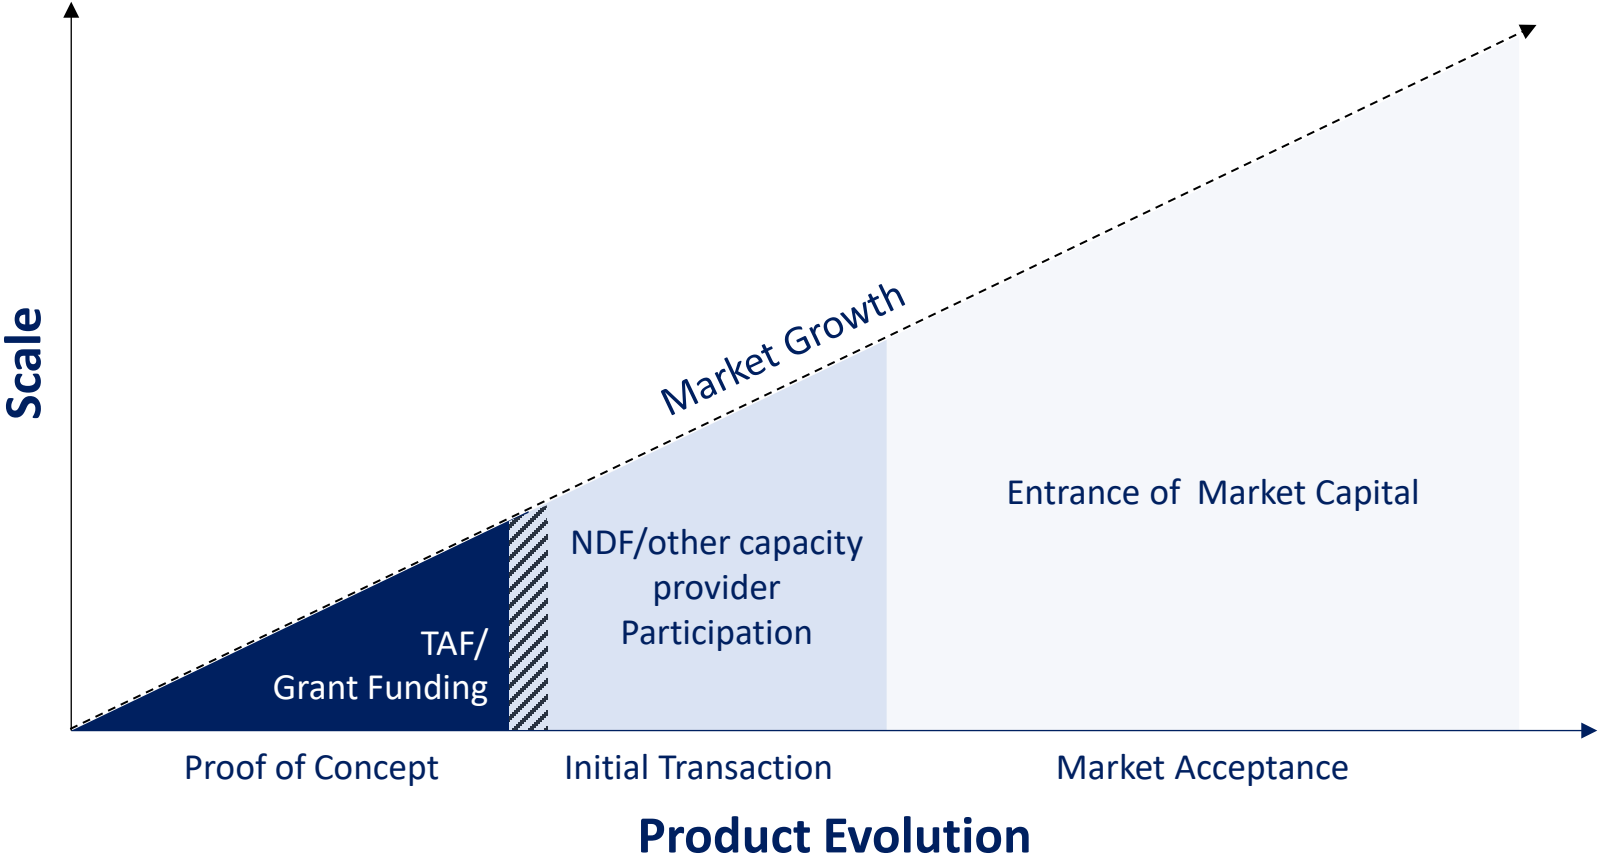 Scale
Market Growth
Entrance of Market Capital
NDF/other capacity
provider
Participation
TAF/
Grant Funding
Proof of Concept
Initial Transaction
Market Acceptance
Product Evolution